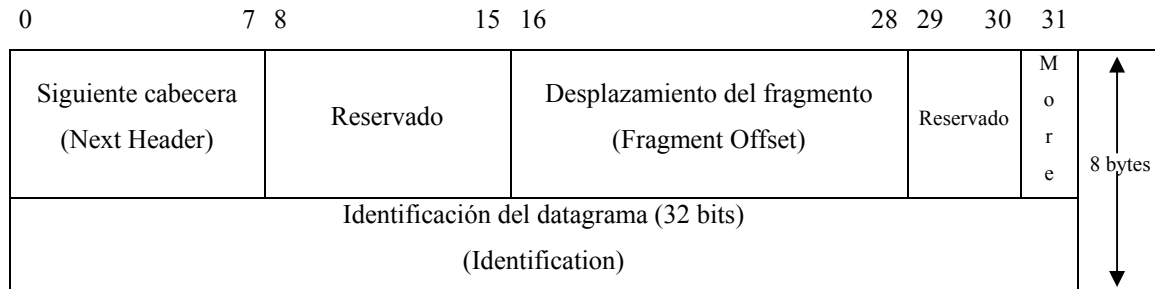 0 7 8 15 16 28 29 30 31
Siguiente cabecera
(Next Header)
Reservado
Desplazamiento del fragmento
(Fragment Offset)
Reservado
M
o
r
e
8 bytes
Identificación del datagrama (32 bits)
(Identification)